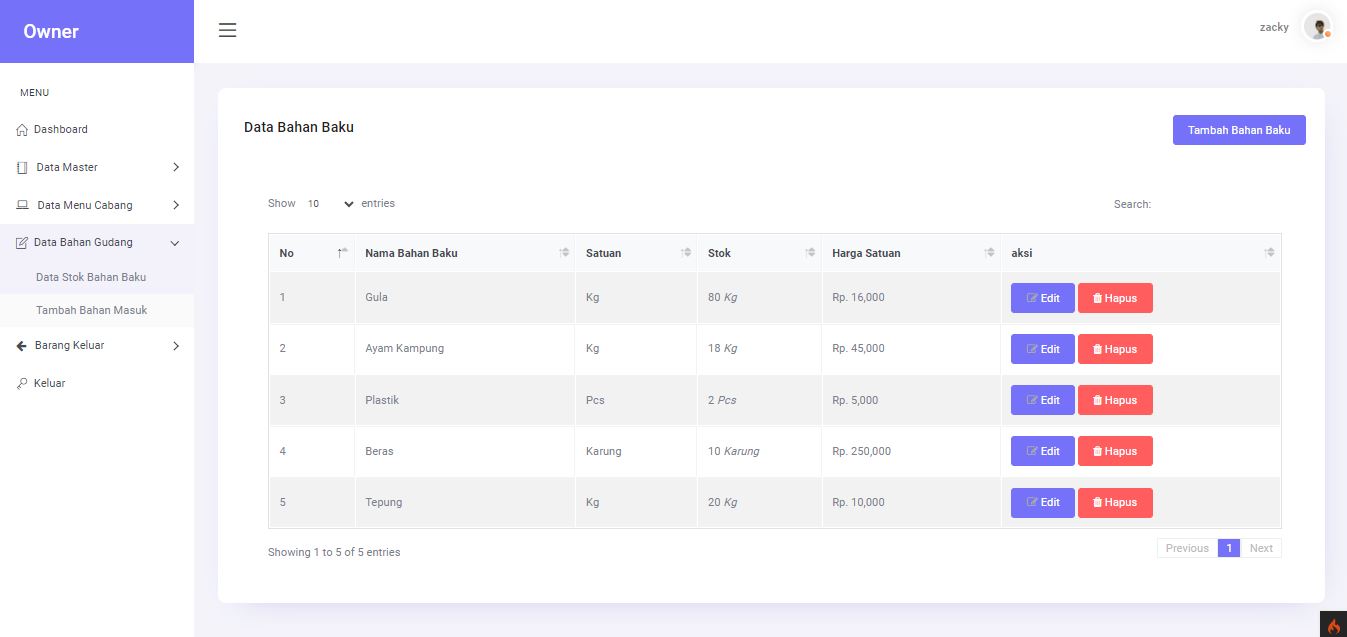 Owner
zacky
MENU
Dashboard
Data Master
Data Menu Cabang
Data Bahan Gudang
Data Stok Bahan Baku
Tambah Bahan Masuk
Barang Keluar
Keluar
Data Bahan Baku
Tambah Bahan Baku
Show 10 entries
Search:
No Nama Bahan Baku Satuan Stok Harga Satuan aksi
1 Gula Kg 80 Kg Rp. 16,000 Edit Hapus
2 Ayam Kampung Kg 18 Kg Rp. 45,000 Edit Hapus
3 Plastik Pcs 2 Pcs Rp. 5,000 Edit Hapus
4 Beras Karung 10 Karung Rp. 250,000 Edit Hapus
5 Tepung Kg 20 Kg Rp. 10,000 Edit Hapus
Showing 1 to 5 of 5 entries
Previous 1 Next